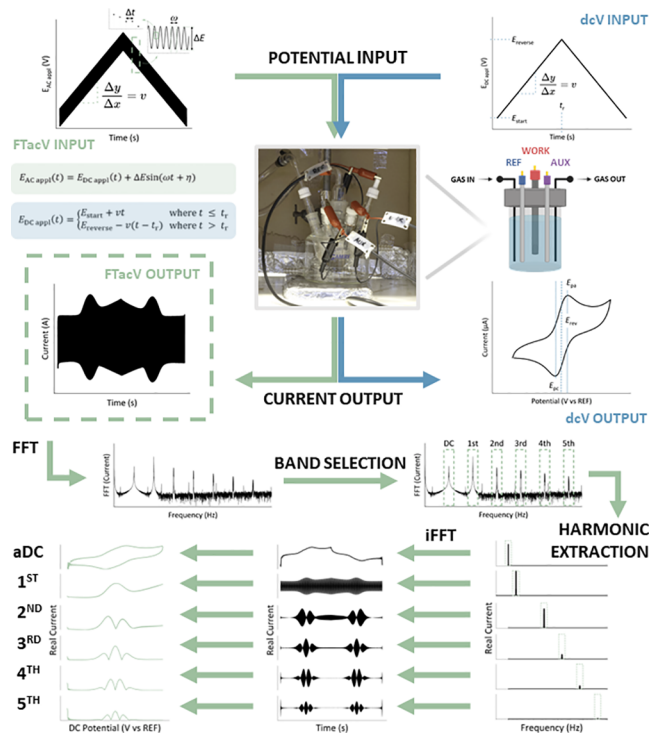 Δt
ω
ΔE
E_AC appl
(V)
Δy
Δx
= v
Time (s)
POTENTIAL INPUT
dcV INPUT
E_DC appl
(V)
E_reverse
Δy
Δx
= v
E_start
t_r
Time (s)
FTacV INPUT
E_AC appl(t) = E_DC appl(t) + ΔEsin(ωt + η)
E_DC appl(t) = {E_start + vt where t ≤ t_r
{E_reverse − v(t − t_r) where t > t_r
WORK
REF
AUX
GAS IN
GAS OUT
FTacV OUTPUT
Current (A)
Time (s)
E_pa
E_rev
E_pc
Current (μA)
Potential (V vs REF)
CURRENT OUTPUT
dcV OUTPUT
FFT
FFT (Current)
Frequency (Hz)
BAND SELECTION
FFT (Current)
DC 1st 2nd 3rd 4th 5th
Frequency (Hz)
HARMONIC
EXTRACTION
iFFT
aDC
1ST
2ND
3RD
4TH
5TH
Real Current
DC Potential (V vs REF)
Real Current
Time (s)
Real Current
Frequency (Hz)